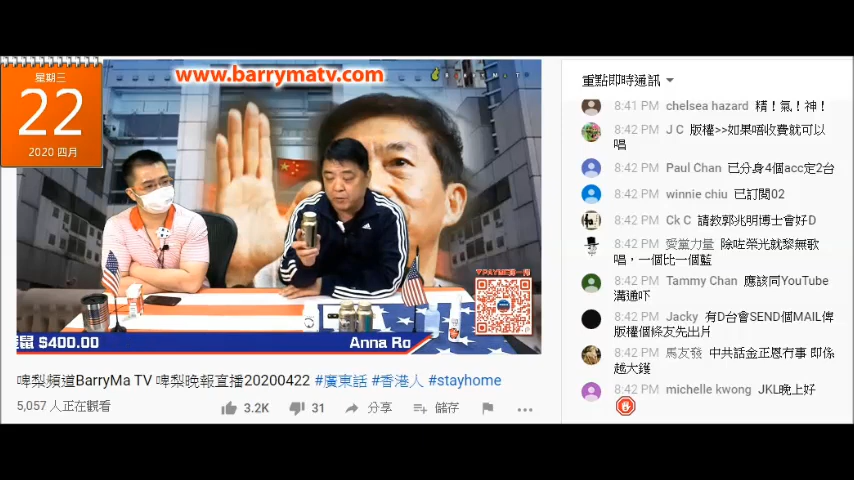 www.barrymatv.com
星期三
22
2020 四月
BARRYMATV
PAYME課一撈
鼠 $400.00
Anna Ro
啤梨頻道BarryMa TV 啤梨晚報直播20200422 #廣東話 #香港人 #stayhome
5,057 人正在觀看
3.2K
31
分享
儲存
重點即時通訊
8:41 PM chelsea hazard 精！氣！神！
8:42 PM J C 版權>>如果唔收費就可以
唱
8:42 PM Paul Chan 已分身4個acc定2台
8:42 PM winnie chiu 已訂閱02
8:42 PM Ck C 請教郭兆明博士會好D
8:42 PM 愛黨力量 除咗榮光就黎無歌
唱，一個比一個藍
8:42 PM Tammy Chan 應該同YouTube
溝通吓
8:42 PM Jacky 有D台會SEND個MAIL俾
版權個條友先出片
8:42 PM 馬友發 中共話金正恩冇事 即係
越大鑊
8:42 PM michelle kwong JKL晚上好